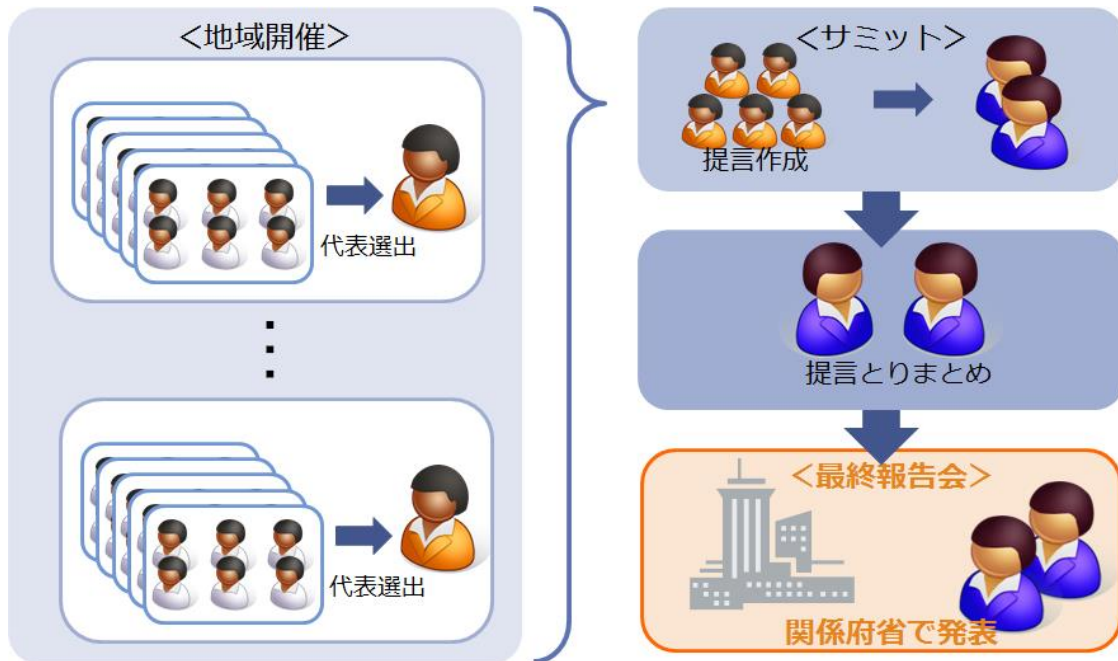 ＜地域開催＞
代表選出
代表選出
＜サミット＞
提言作成
提言とりまとめ
＜最終報告会＞
関係府省で発表